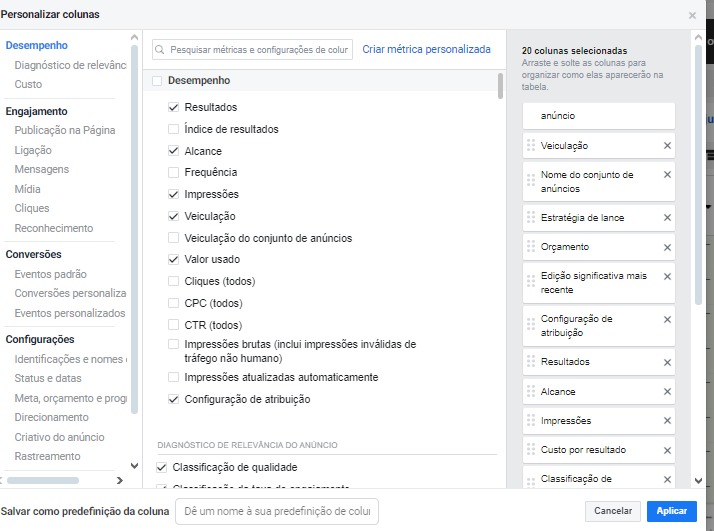 Personalizar colunas
Desempenho
Diagnóstico de relevânc
Custo
Engajamento
Publicação na Página
Ligação
Mensagens
Mídia
Cliques
Reconhecimento
Conversões
Eventos padrão
Conversões personaliza
Eventos personalizados
Configurações
Identificações e nomes
Status e datas
Meta, orçamento e prog
Direcionamento
Criativo do anúncio
Rastreamento
Pesquisar métricas e configurações de colun
Criar métrica personalizada
Desempenho
Resultados
Índice de resultados
Alcance
Frequência
Impressões
Veiculação
Veiculação do conjunto de anúncios
Valor usado
Cliques (todos)
CPC (todos)
CTR (todos)
Impressões brutas (inclui impressões inválidas de
tráfego não humano)
Impressões atualizadas automaticamente
Configuração de atribuição
DIAGNÓSTICO DE RELEVÂNCIA DO ANÚNCIO
Classificação de qualidade
20 colunas selecionadas
Arraste e solte as colunas para
organizar como elas aparecerão na
tabela.
anúncio
Veiculação
Nome do conjunto de
anúncios
Estratégia de lance
Orçamento
Edição significativa mais
recente
Configuração de
atribuição
Resultados
Alcance
Impressões
Custo por resultado
Classificação de
Salvar como predefinição da coluna
Dê um nome à sua predefinição de colun
Cancelar
Aplicar